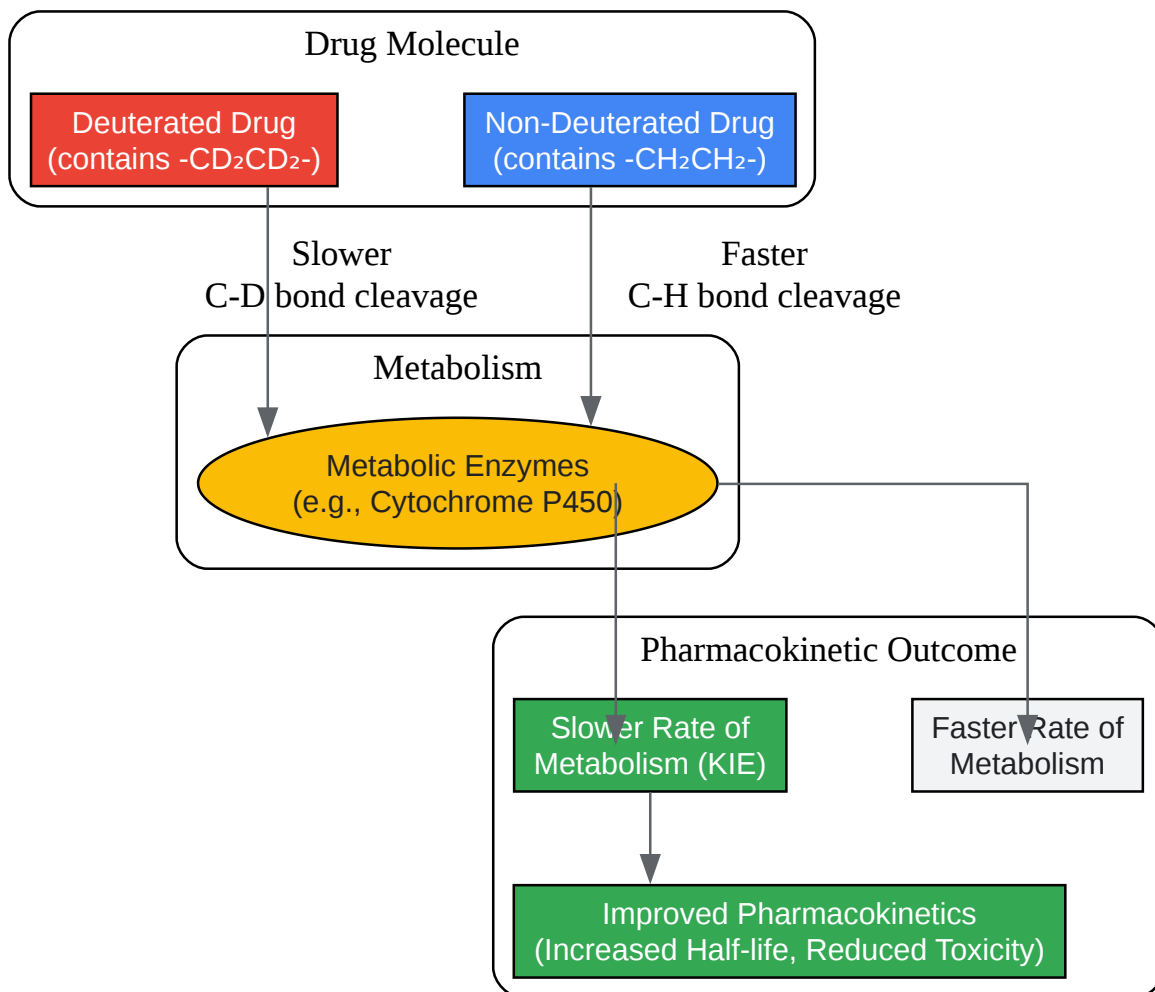 Drug Molecule
Deuterated Drug
(contains -CD₂CD₂-)
Non-Deuterated Drug
(contains -CH₂CH₂-)
Slower
C-D bond cleavage
Faster
C-H bond cleavage
Metabolism
Metabolic Enzymes
(e.g., Cytochrome P450)
Pharmacokinetic Outcome
Slower Rate of
Metabolism (KIE)
Faster Rate of
Metabolism
Improved Pharmacokinetics
(Increased Half-life, Reduced Toxicity)